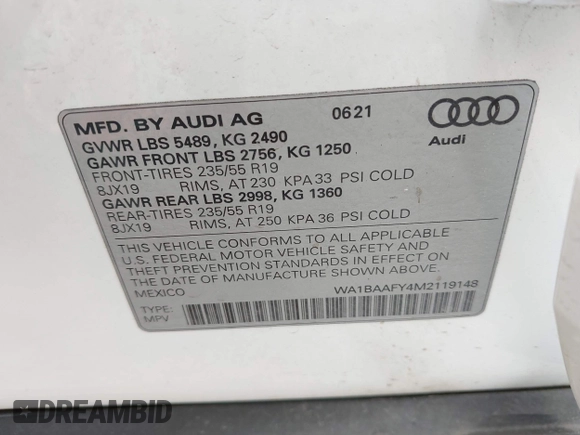 MFD. BY AUDI AG 0621
GVWR LBS 5489, KG 2490
GAWR FRONT LBS 2756, KG 1250
FRONT-TIRES 235/55 R19
8JX19 RIMS, AT 230 KPA 33 PSI COLD
GAWR REAR LBS 2998, KG 1360
REAR-TIRES 235/55 R19
8JX19 RIMS, AT 250 KPA 36 PSI COLD
Audi
THIS VEHICLE CONFORMS TO ALL APPLICABLE
U.S. FEDERAL MOTOR VEHICLE SAFETY AND
THEFT PREVENTION STANDARDS IN EFFECT ON
THE DATE OF MANUFACTURE SHOWN ABOVE.
MEXICO WA1BAAFY4M2119148
TYPE:
MPV
DREAMBID